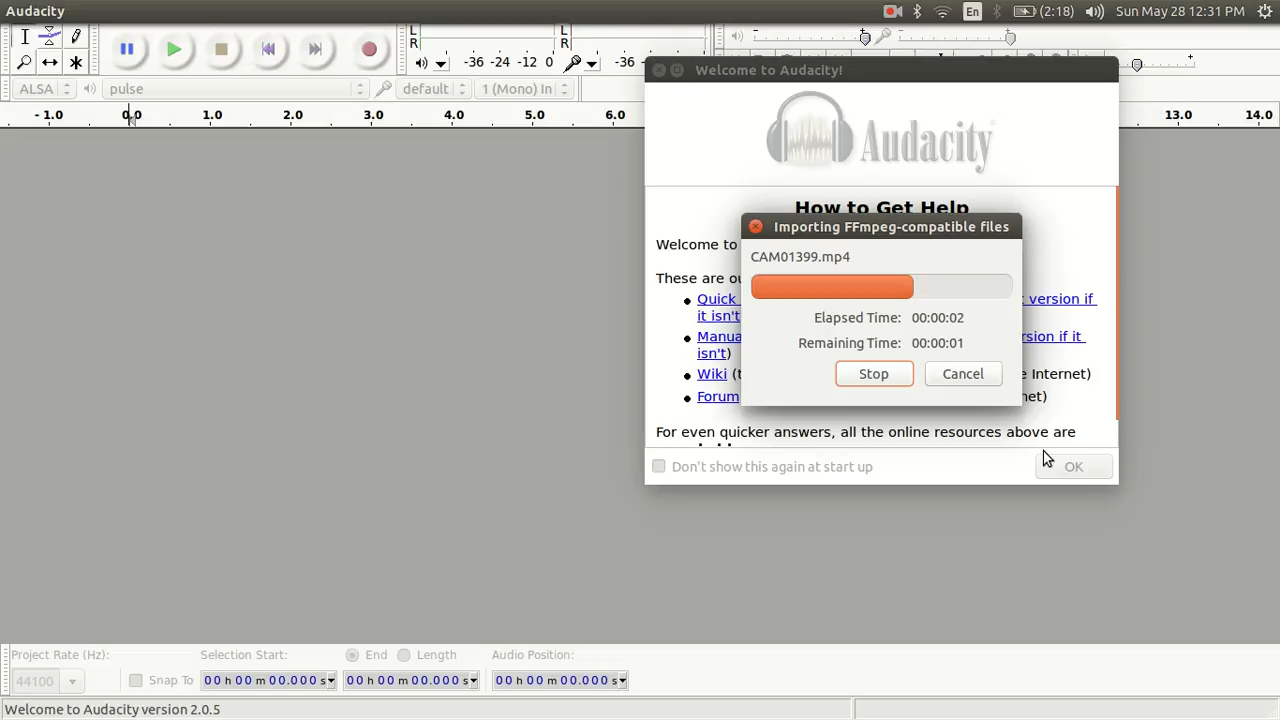 Audacity
En
(2:18)
Sun May 28 12:31 PM
L
R
L
R
-36 -24 -12 0
-36
ALSA
pulse
default
1 (Mono) In
- 1.0 0.0 1.0 2.0 3.0 4.0 5.0 6.0 13.0 14.0
Welcome to Audacity!
Audacity
How to Get Help
Welcome to
These are ou
Quick
version if
it isn't
Manua
sion if it
isn't)
Wiki (t
e Internet)
Forum
net)
For even quicker answers, all the online resources above are
Importing FFmpeg-compatible files
CAM01399.mp4
Elapsed Time: 00:00:02
Remaining Time: 00:00:01
Stop
Cancel
Don't show this again at start up
OK
Project Rate (Hz):
Selection Start:
End
Length
Audio Position:
44100
Snap To
00 h 00 m 00.000 s
00 h 00 m 00.000 s
00 h 00 m 00.000 s
Welcome to Audacity version 2.0.5